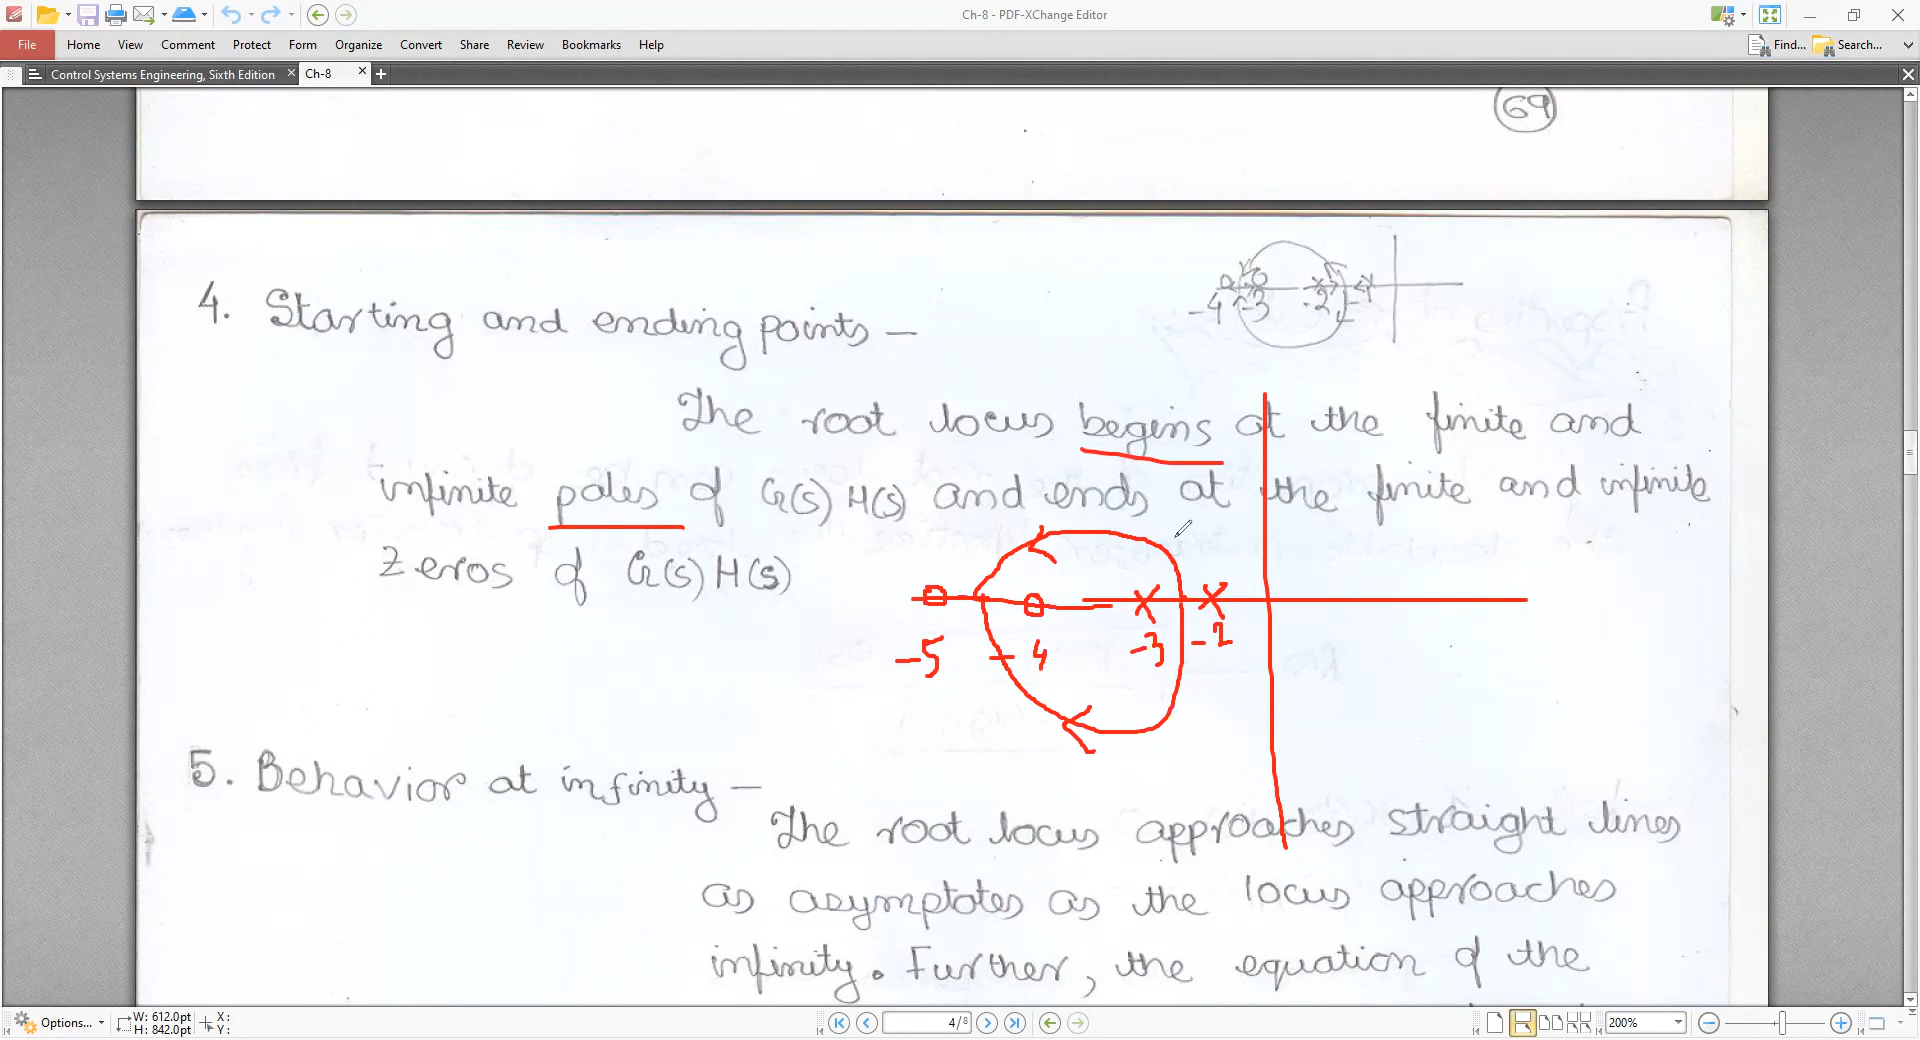 Ch-8 - PDF-XChange Editor
File Home View Comment Protect Form Organize Convert Share Review Bookmarks Help Find... Search...
Control Systems Engineering, Sixth Edition Ch-8
69
4. Starting and ending points -
-4 -3 -2 -1
The root locus begins at the finite and
infinite poles of G(s) H(s) and ends at the finite and infinite
zeros of G(s) H(s)
-5 -4 -3 -2
5. Behavior at infinity -
The root locus approaches straight lines
as asymptotes as the locus approaches
infinity. Further, the equation of the
Options... W: 612.0pt X:
H: 842.0pt Y:
4/8
200%